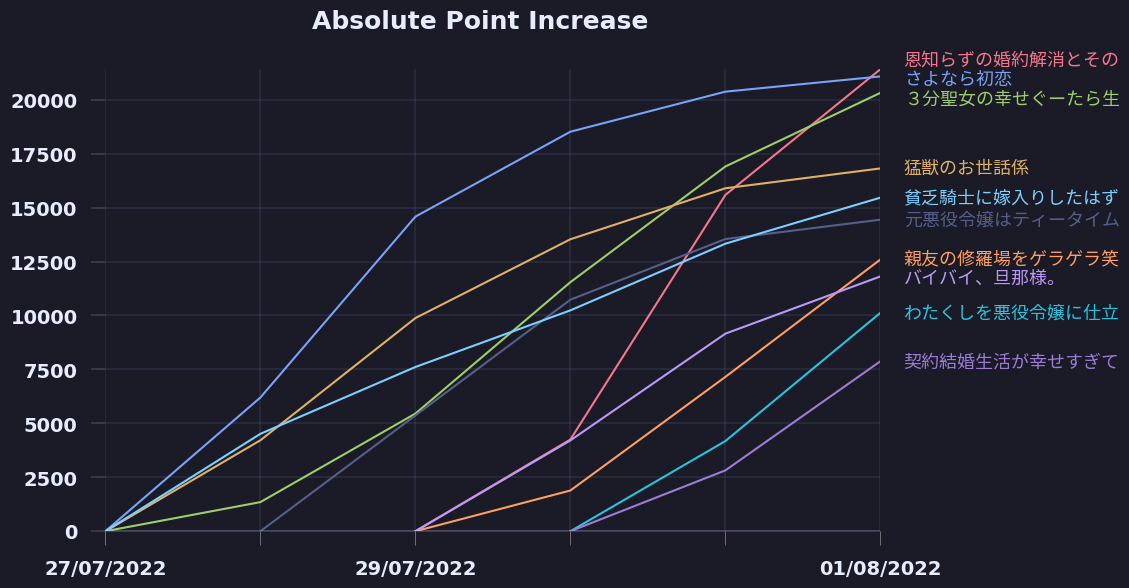 Absolute Point Increase
20000
17500
15000
12500
10000
7500
5000
2500
0
27/07/2022
29/07/2022
01/08/2022
恩知らずの婚約解消とその
さよなら初恋
３分聖女の幸せぐーたら生
猛獣のお世話係
貧乏騎士に嫁入りしたはず
元悪役令嬢はティータイム
親友の修羅場をゲラゲラ笑
バイバイ、旦那様。
わたくしを悪役令嬢に仕立
契約結婚生活が幸せすぎて